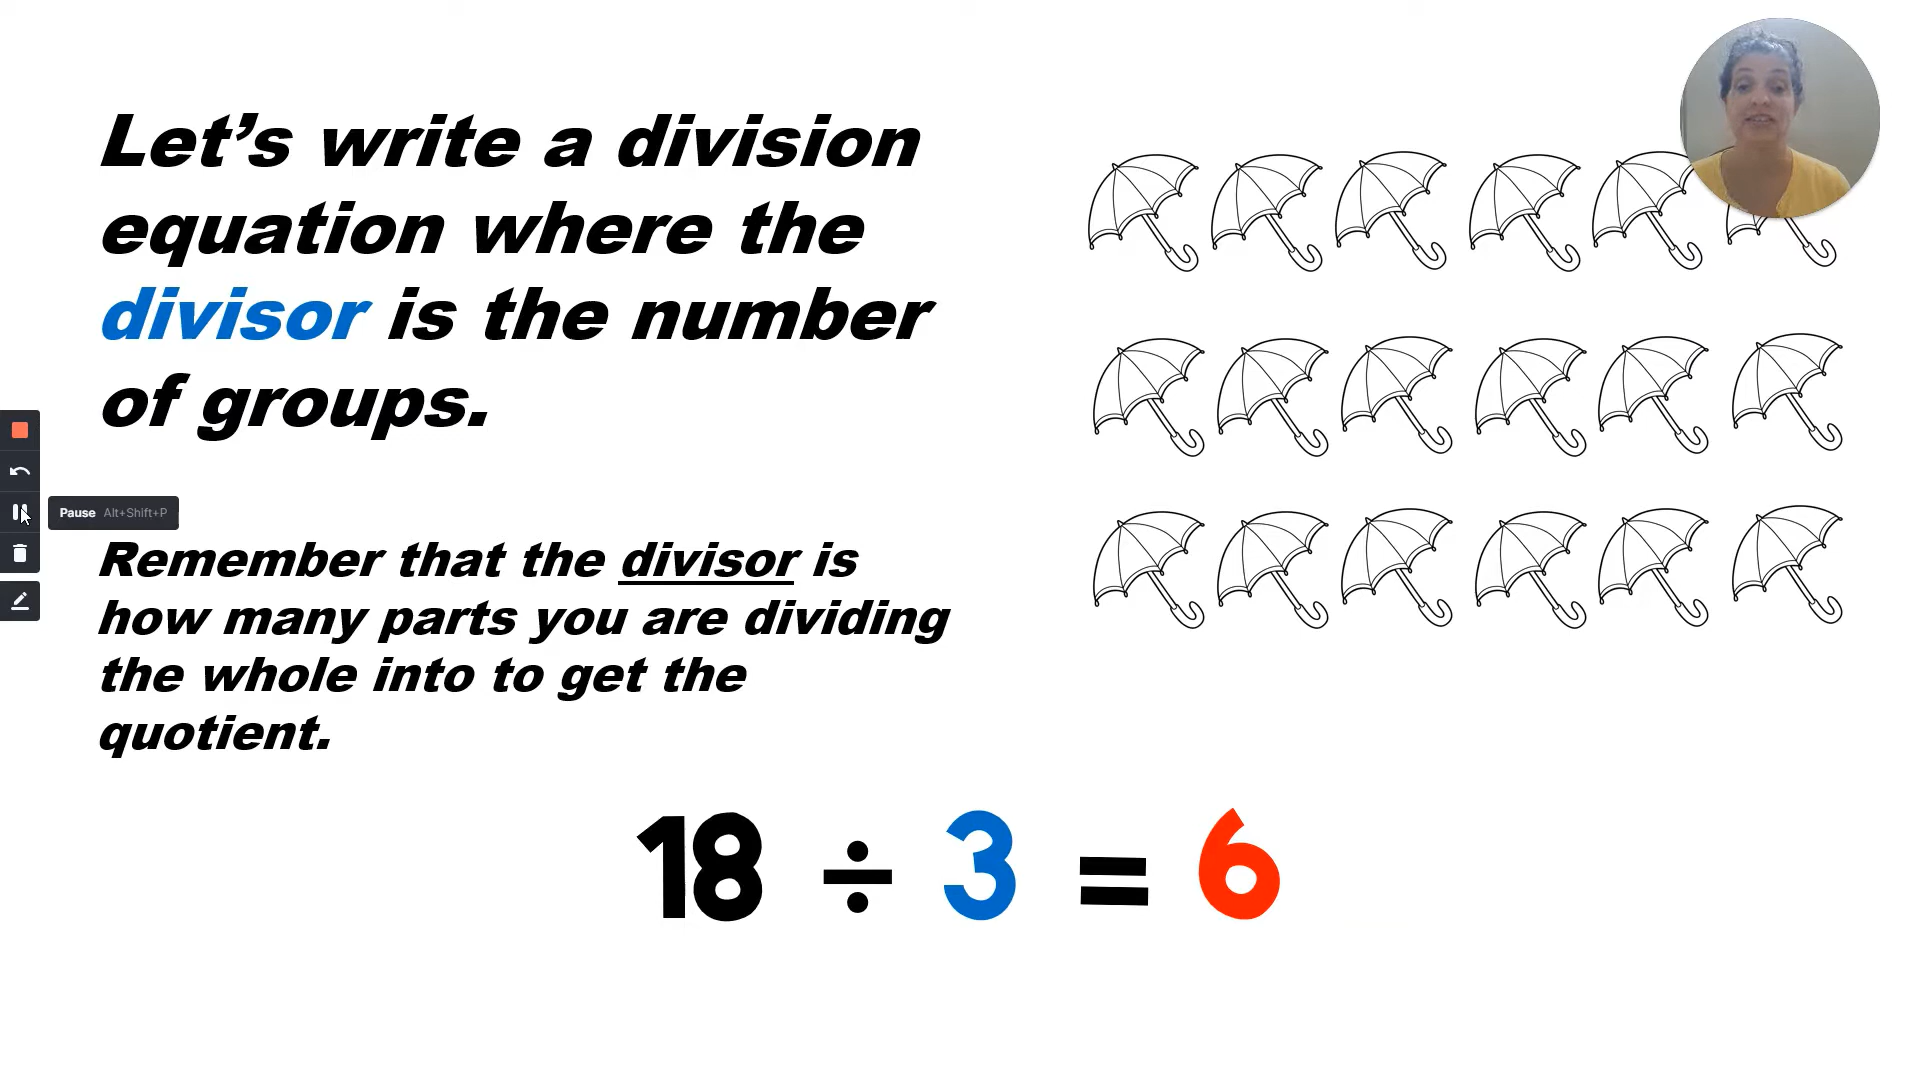 Let's write a division
equation where the
divisor is the number
of groups.
Pause Alt+Shift+P
Remember that the divisor is
how many parts you are dividing
the whole into to get the
quotient.
18 ÷ 3 = 6